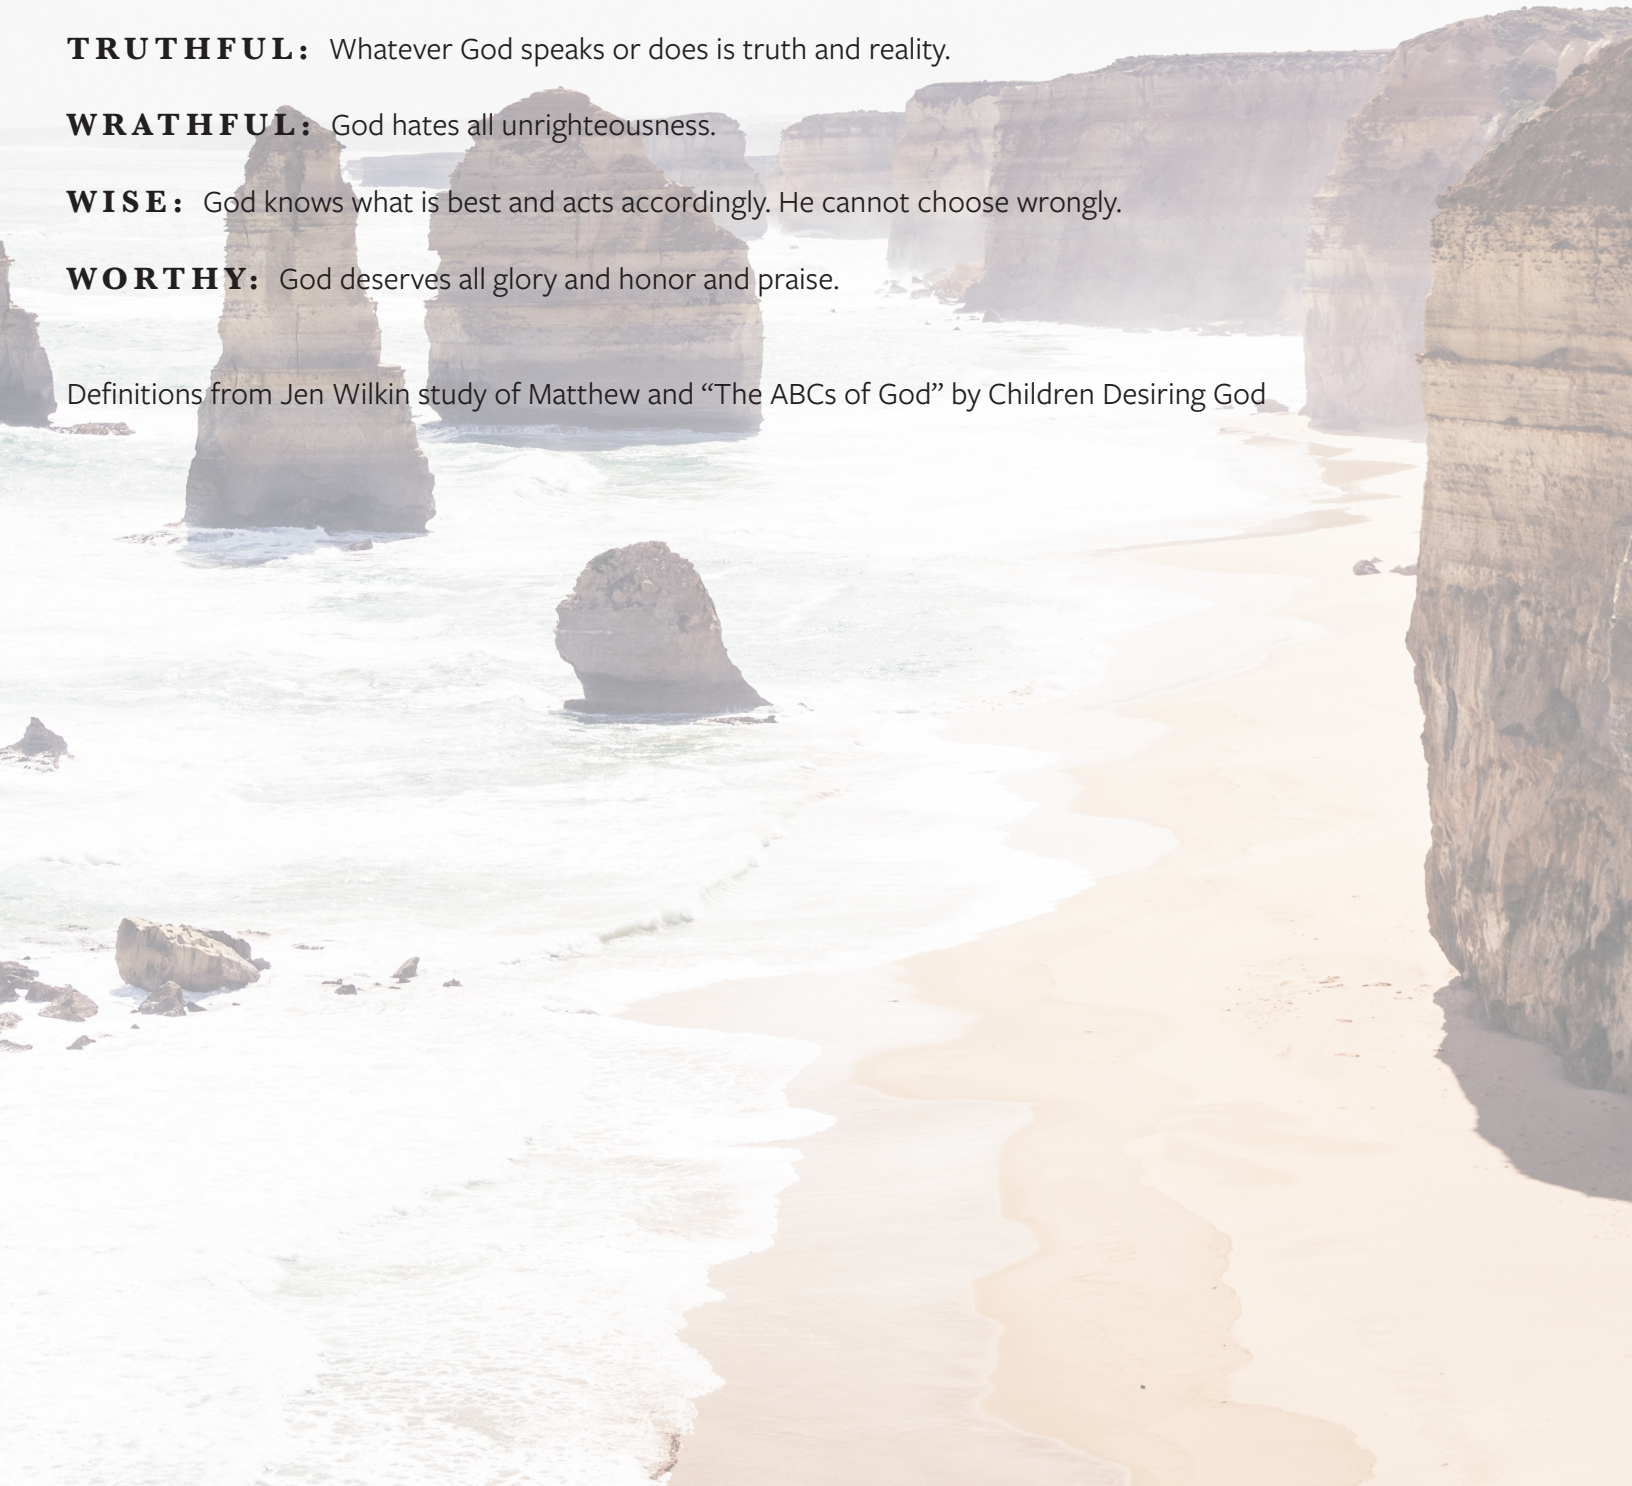 TRUTHFUL: Whatever God speaks or does is truth and reality.
WRATHFUL: God hates all unrighteousness.
WISE: God knows what is best and acts accordingly. He cannot choose wrongly.
WORTHY: God deserves all glory and honor and praise.
Definitions from Jen Wilkin study of Matthew and “The ABCs of God” by Children Desiring God